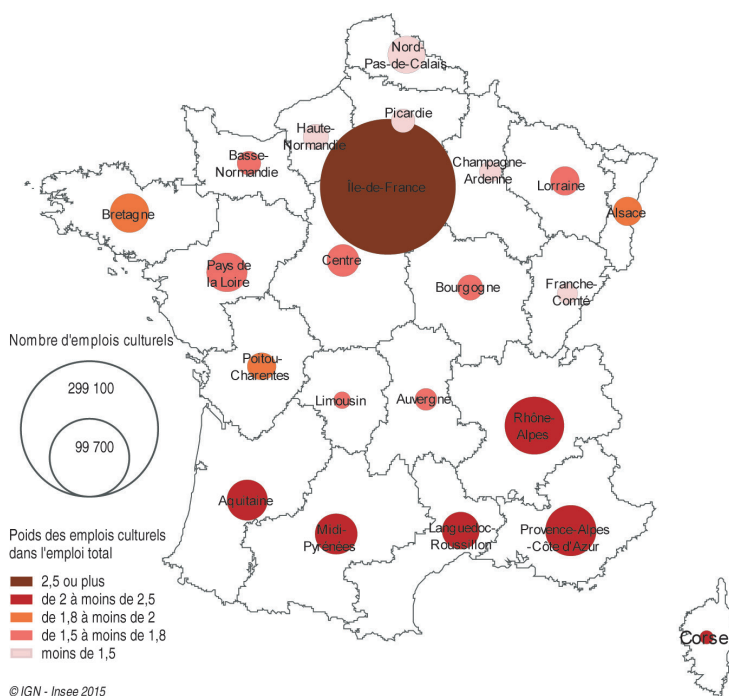 Nord-
Pas-de-Calais
Picardie
Haute-
Normandie
Basse-
Normandie
Champagne-
Ardenne
Île-de-France
Lorraine
Alsace
Bretagne
Pays de
la Loire
Centre
Bourgogne
Franche-
Comté
Nombre d'emplois culturels
299 100
99 700
Poitou-
Charentes
Limousin
Auvergne
Rhône-
Alpes
Aquitaine
Midi-
Pyrénées
Languedoc-
Roussillon
Provence-Alpes
-Côte d'Azur
Corse
Poids des emplois culturels
dans l'emploi total
2,5 ou plus
de 2 à moins de 2,5
de 1,8 à moins de 2
de 1,5 à moins de 1,8
moins de 1,5
© IGN - Insee 2015